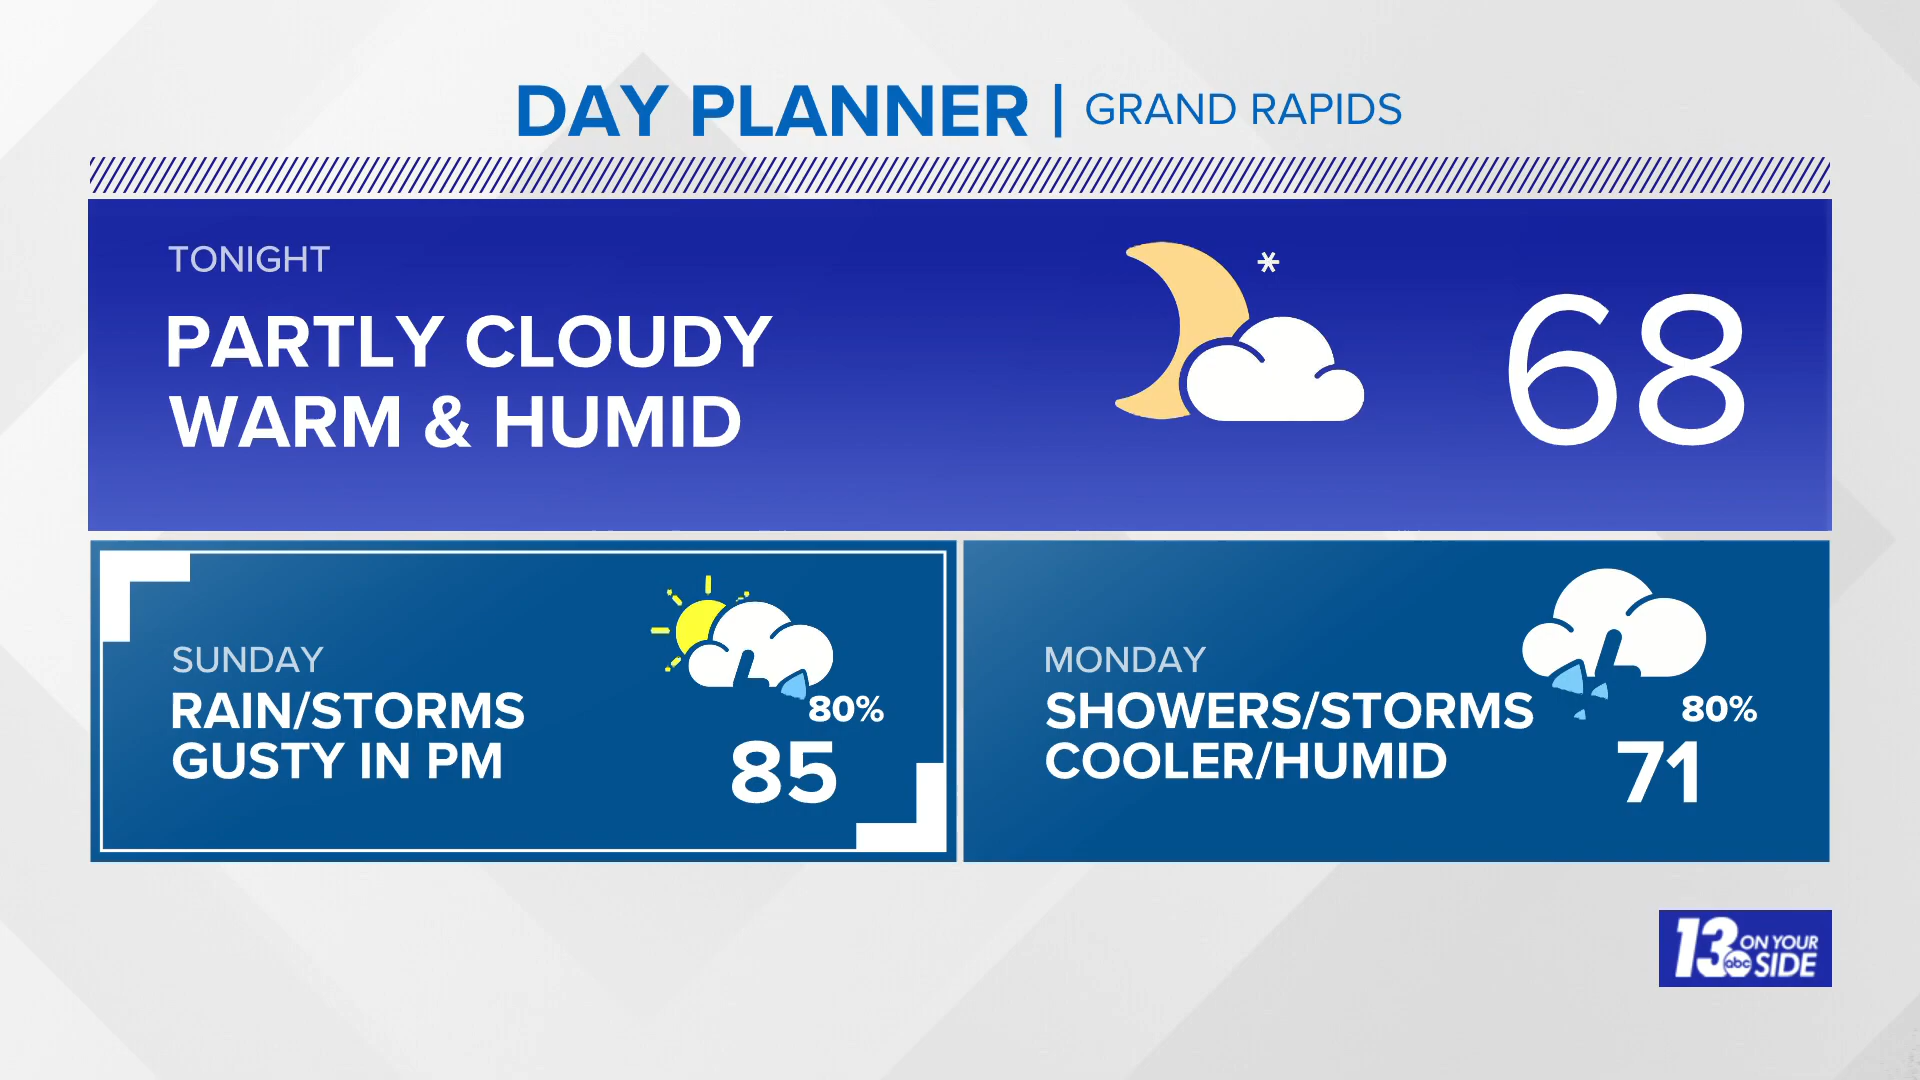 DAY PLANNER | GRAND RAPIDS
TONIGHT
PARTLY CLOUDY
WARM & HUMID
68
SUNDAY
RAIN/STORMS
GUSTY IN PM
80%
85
MONDAY
SHOWERS/STORMS
COOLER/HUMID
80%
71
13 ON YOUR
abc SIDE